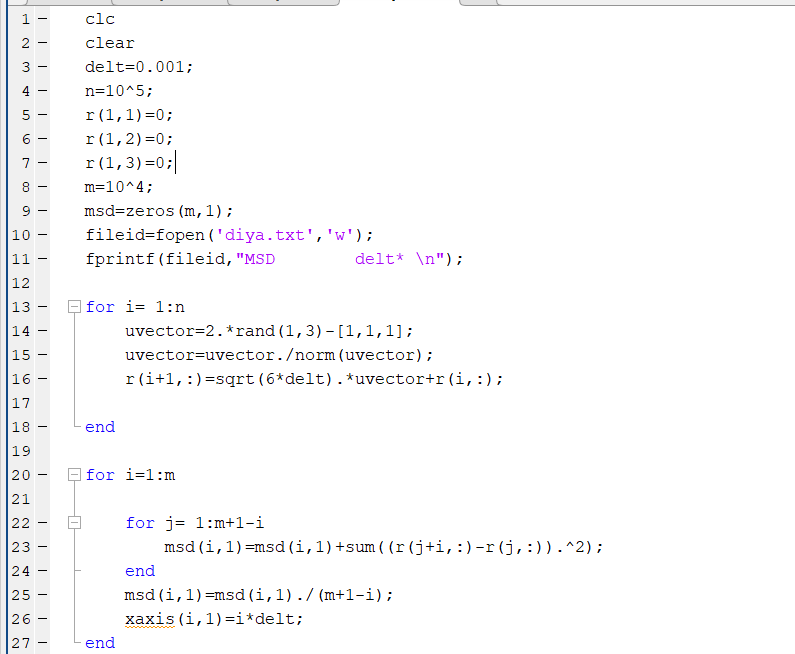 1 - clc
2 - clear
3 - delt=0.001;
4 - n=10^5;
5 - r(1,1)=0;
6 - r(1,2)=0;
7 - r(1,3)=0;
8 - m=10^4;
9 - msd=zeros(m,1);
10 - fileid=fopen('diya.txt','w');
11 - fprintf(fileid,"MSD        delt* \n");
12
13 - for i= 1:n
14 -     uvector=2.*rand(1,3)-[1,1,1];
15 -     uvector=uvector./norm(uvector);
16 -     r(i+1,:)=sqrt(6*delt).*uvector+r(i,:);
17
18 - end
19
20 - for i=1:m
21
22 -     for j= 1:m+1-i
23 -         msd(i,1)=msd(i,1)+sum((r(j+i,:)-r(j,:)).^2);
24 -     end
25 -     msd(i,1)=msd(i,1)./(m+1-i);
26 -     xaxis(i,1)=i*delt;
27 - end